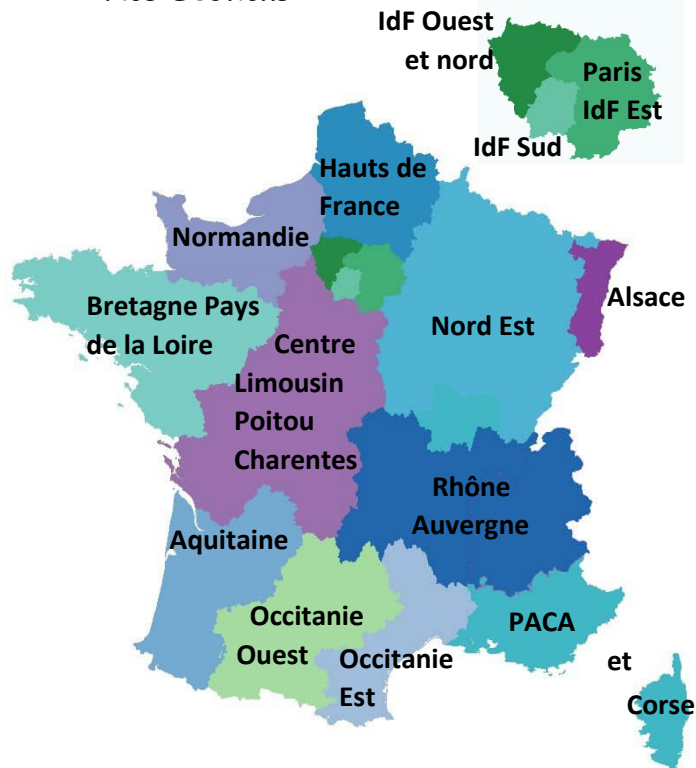 IdF Ouest
et nord
Paris
IdF Est
IdF Sud
Hauts de
France
Normandie
Bretagne Pays
de la Loire
Centre
Limousin
Poitou
Charentes
Nord Est
Alsace
Rhône
Auvergne
Aquitaine
Occitanie
Ouest
Occitanie
Est
PACA
et
Corse